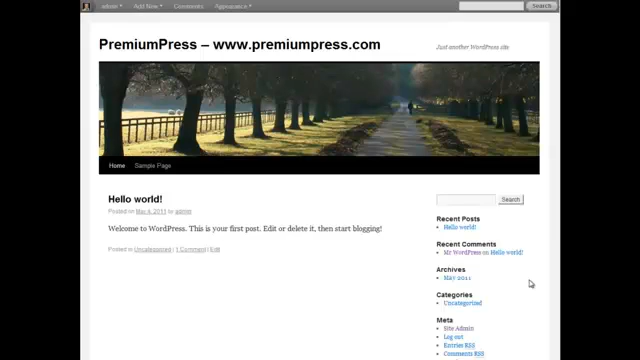 admin Add New Comments Appearance Search
PremiumPress – www.premiumpress.com
Just another WordPress site
Home Sample Page
Hello world!
Posted on May 4, 2011 by admin
Welcome to WordPress. This is your first post. Edit or delete it, then start blogging!
Posted in Uncategorized | 1 Comment | Edit
Search
Recent Posts
Hello world!
Recent Comments
Mr WordPress on Hello world!
Archives
May 2011
Categories
Uncategorized
Meta
Site Admin
Log out
Entries RSS
Comments RSS